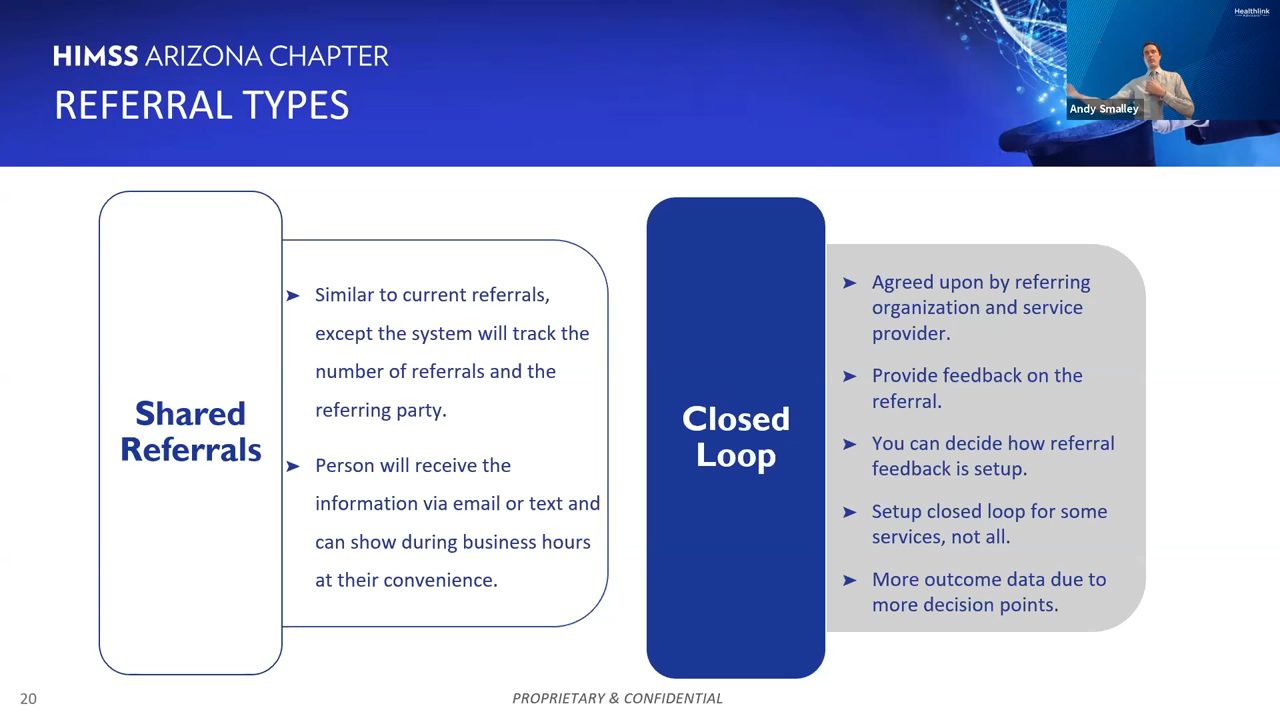 HIMSS ARIZONA CHAPTER
REFERRAL TYPES
Healthlink
Andy Smalley
Shared
Referrals
➤ Similar to current referrals,
except the system will track the
number of referrals and the
referring party.
➤ Person will receive the
information via email or text and
can show during business hours
at their convenience.
Closed
Loop
➤ Agreed upon by referring
organization and service
provider.
➤ Provide feedback on the
referral.
➤ You can decide how referral
feedback is setup.
➤ Setup closed loop for some
services, not all.
➤ More outcome data due to
more decision points.
20
PROPRIETARY & CONFIDENTIAL